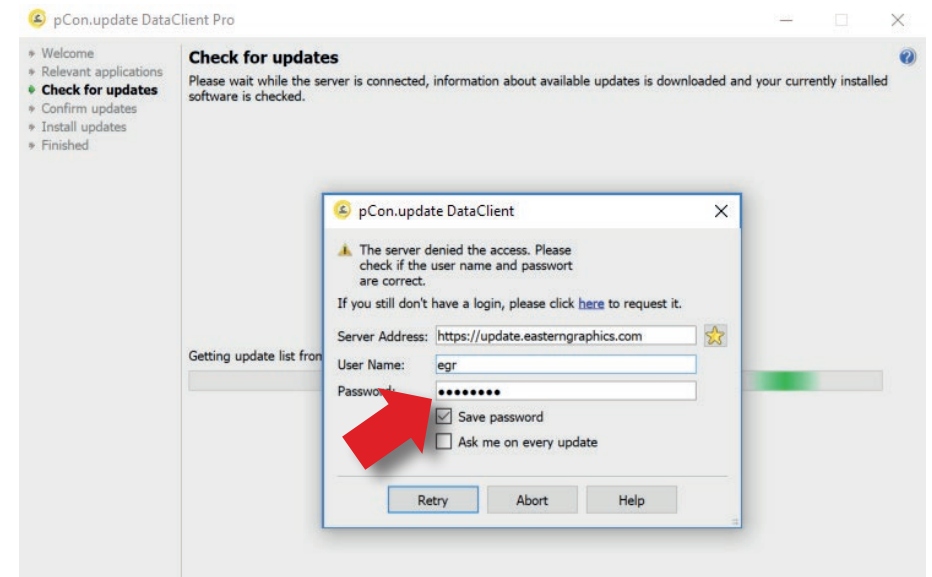 pCon.update DataClient Pro
Welcome
Relevant applications
Check for updates
Confirm updates
Install updates
Finished
Check for updates
Please wait while the server is connected, information about available updates is downloaded and your currently installed
software is checked.
Getting update list from
pCon.update DataClient
The server denied the access. Please
check if the user name and passwort
are correct.
If you still don't have a login, please click here to request it.
Server Address: https://update.easterngraphics.com
User Name: egr
Password: ●●●●●●●●
Save password
Ask me on every update
Retry Abort Help